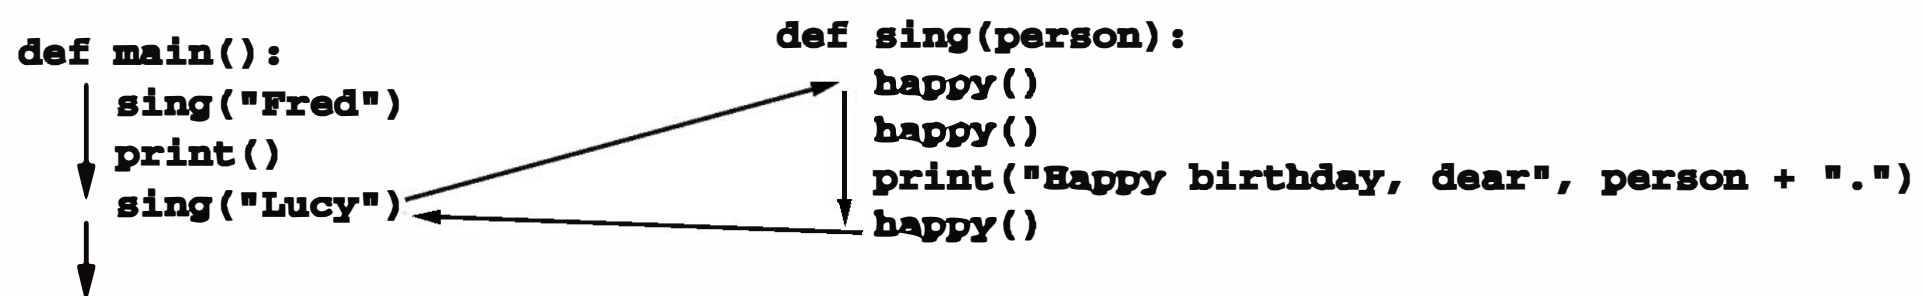 def main():
    sing("Fred")
    print()
    sing("Lucy")
def sing(person):
    happy()
    happy()
    print("Happy birthday, dear", person + ".")
    happy()